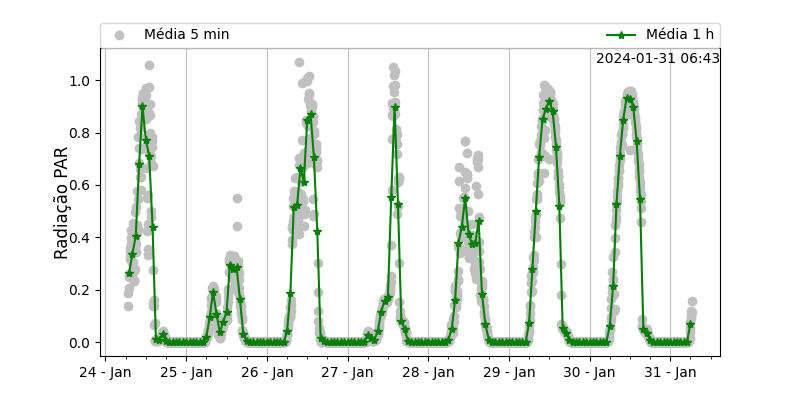 Média 5 min
Média 1 h
2024-01-31 06:43
Radiação PAR
1.0
0.8
0.6
0.4
0.2
0.0
24 - Jan
25 - Jan
26 - Jan
27 - Jan
28 - Jan
29 - Jan
30 - Jan
31 - Jan